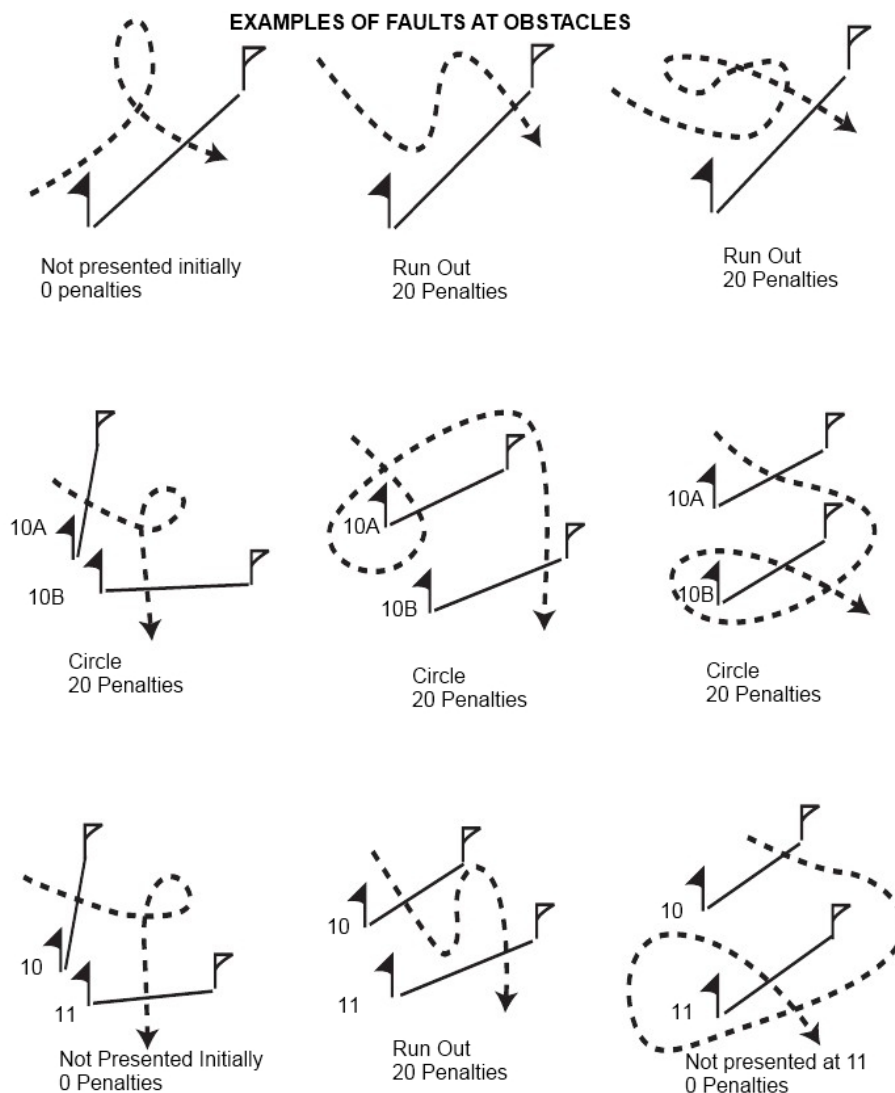 EXAMPLES OF FAULTS AT OBSTACLES
Not presented initially
0 penalties
Run Out
20 Penalties
Run Out
20 Penalties
10A
10B
Circle
20 Penalties
10A
10B
Circle
20 Penalties
10A
10B
Circle
20 Penalties
10
11
Not Presented Initially
0 Penalties
10
11
Run Out
20 Penalties
10
11
Not presented at 11
0 Penalties